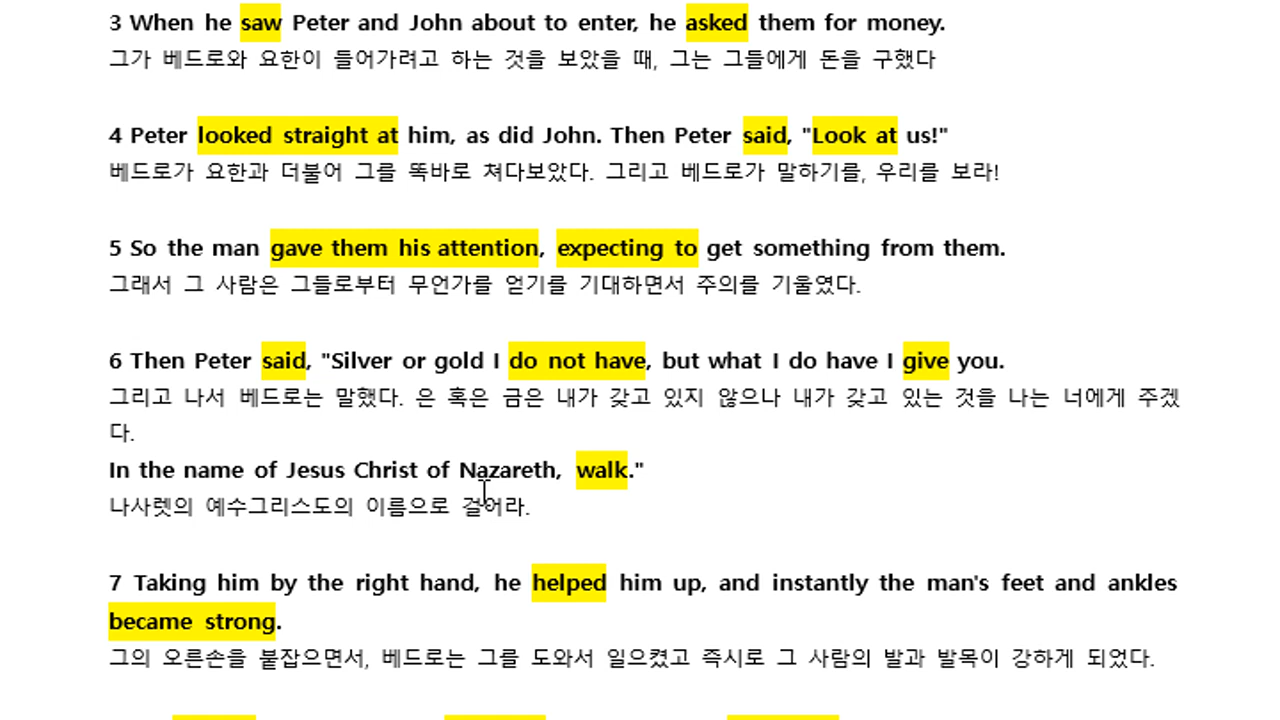 3 When he saw Peter and John about to enter, he asked them for money.
그가 베드로와 요한이 들어가려고 하는 것을 보았을 때, 그는 그들에게 돈을 구했다
4 Peter looked straight at him, as did John. Then Peter said, "Look at us!"
베드로가 요한과 더불어 그를 똑바로 쳐다보았다. 그리고 베드로가 말하기를, 우리를 보라!
5 So the man gave them his attention, expecting to get something from them.
그래서 그 사람은 그들로부터 무언가를 얻기를 기대하면서 주의를 기울였다.
6 Then Peter said, "Silver or gold I do not have, but what I do have I give you.
그리고 나서 베드로는 말했다. 은 혹은 금은 내가 갖고 있지 않으나 내가 갖고 있는 것을 나는 너에게 주겠
다.
In the name of Jesus Christ of Nazareth, walk."
나사렛의 예수그리스도의 이름으로 걸어라.
7 Taking him by the right hand, he helped him up, and instantly the man's feet and ankles
became strong.
그의 오른손을 붙잡으면서, 베드로는 그를 도와서 일으켰고 즉시로 그 사람의 발과 발목이 강하게 되었다.